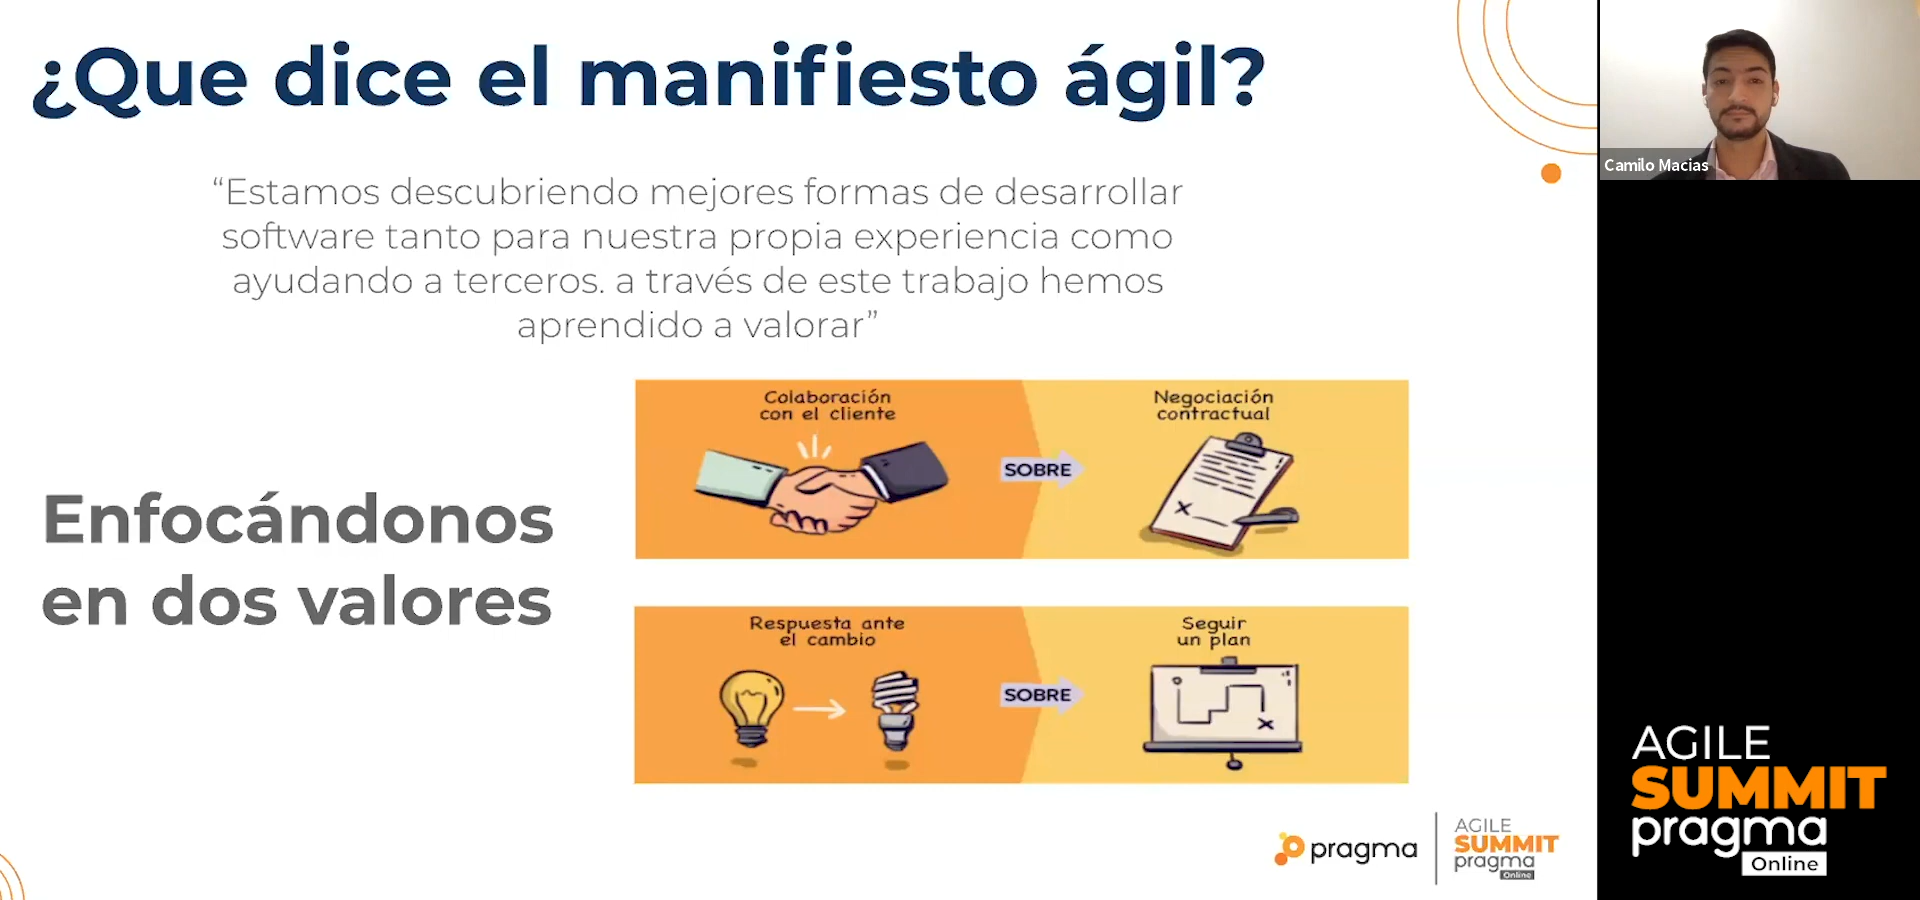 ¿Que dice el manifiesto ágil?
“Estamos descubriendo mejores formas de desarrollar
software tanto para nuestra propia experiencia como
ayudando a terceros. a través de este trabajo hemos
aprendido a valorar”
Enfocándonos
en dos valores
Colaboración
con el cliente
SOBRE
Negociación
contractual
Respuesta ante
el cambio
SOBRE
Seguir
un plan
pragma
AGILE
SUMMIT
pragma
Online
Camilo Macias
AGILE
SUMMIT
pragma
Online